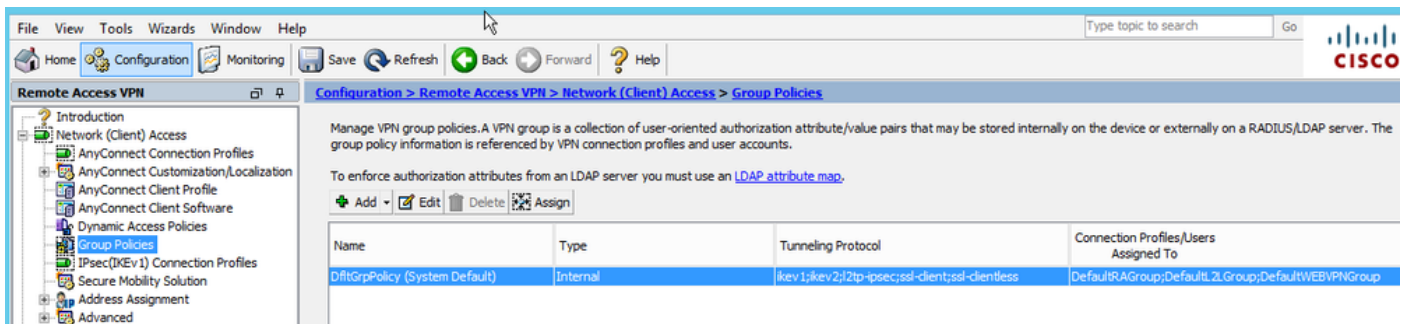 File View Tools Wizards Window Help
Type topic to search Go
Home Configuration Monitoring Save Refresh Back Forward Help
CISCO
Remote Access VPN
Configuration > Remote Access VPN > Network (Client) Access > Group Policies
Introduction
Network (Client) Access
AnyConnect Connection Profiles
AnyConnect Customization/Localization
AnyConnect Client Profile
AnyConnect Client Software
Dynamic Access Policies
Group Policies
IPsec(IKEv1) Connection Profiles
Secure Mobility Solution
Address Assignment
Advanced
Manage VPN group policies.A VPN group is a collection of user-oriented authorization attribute/value pairs that may be stored internally on the device or externally on a RADIUS/LDAP server. The
group policy information is referenced by VPN connection profiles and user accounts.
To enforce authorization attributes from an LDAP server you must use an LDAP attribute map.
Add Edit Delete Assign
Name Type Tunneling Protocol Connection Profiles/Users
Assigned To
DfltGrpPolicy (System Default) Internal ikev1;ikev2;l2tp-ipsec;ssl-client;ssl-clientless DefaultRAGroup;DefaultL2LGroup;DefaultWEBVPNGroup